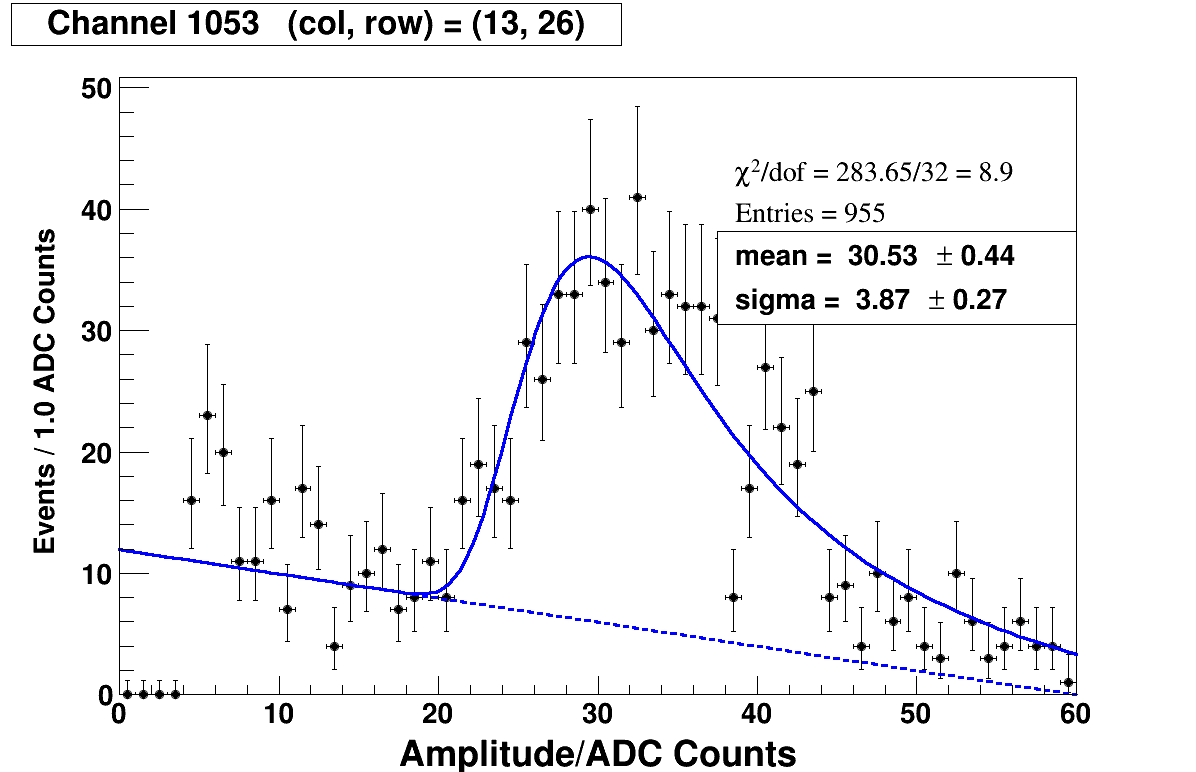 Channel 1053 (col, row) = (13, 26)
50
40
30
20
10
0
Events / 1.0 ADC Counts
χ²/dof = 283.65/32 = 8.9
Entries = 955
mean = 30.53 ± 0.44
sigma = 3.87 ± 0.27
0 10 20 30 40 50 60
Amplitude/ADC Counts